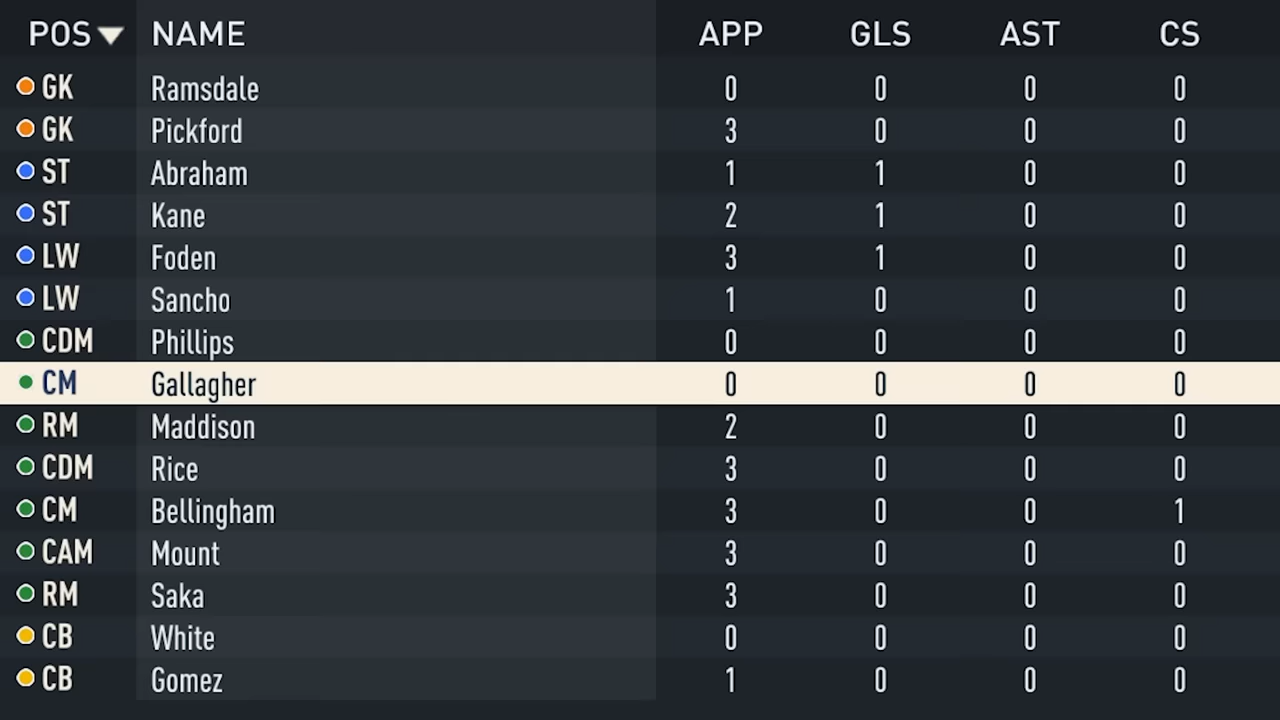 POS NAME APP GLS AST CS
GK Ramsdale 0 0 0 0
GK Pickford 3 0 0 0
ST Abraham 1 1 0 0
ST Kane 2 1 0 0
LW Foden 3 1 0 0
LW Sancho 1 0 0 0
CDM Phillips 0 0 0 0
CM Gallagher 0 0 0 0
RM Maddison 2 0 0 0
CDM Rice 3 0 0 0
CM Bellingham 3 0 0 1
CAM Mount 3 0 0 0
RM Saka 3 0 0 0
CB White 0 0 0 0
CB Gomez 1 0 0 0